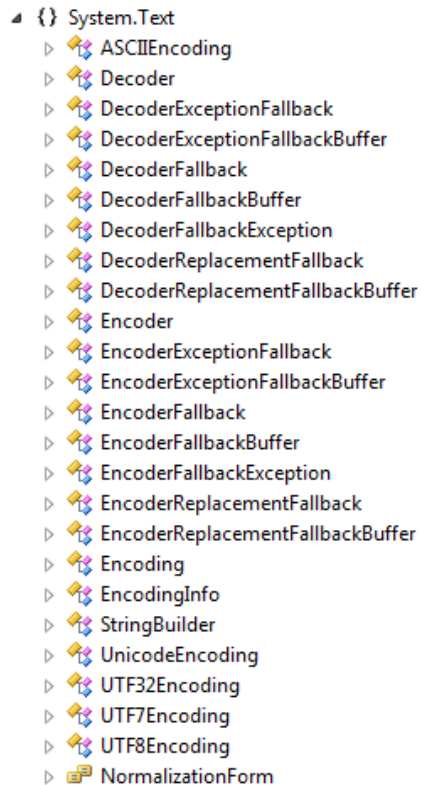 {} System.Text
ASCIIEncoding
Decoder
DecoderExceptionFallback
DecoderExceptionFallbackBuffer
DecoderFallback
DecoderFallbackBuffer
DecoderFallbackException
DecoderReplacementFallback
DecoderReplacementFallbackBuffer
Encoder
EncoderExceptionFallback
EncoderExceptionFallbackBuffer
EncoderFallback
EncoderFallbackBuffer
EncoderFallbackException
EncoderReplacementFallback
EncoderReplacementFallbackBuffer
Encoding
EncodingInfo
StringBuilder
UnicodeEncoding
UTF32Encoding
UTF7Encoding
UTF8Encoding
NormalizationForm